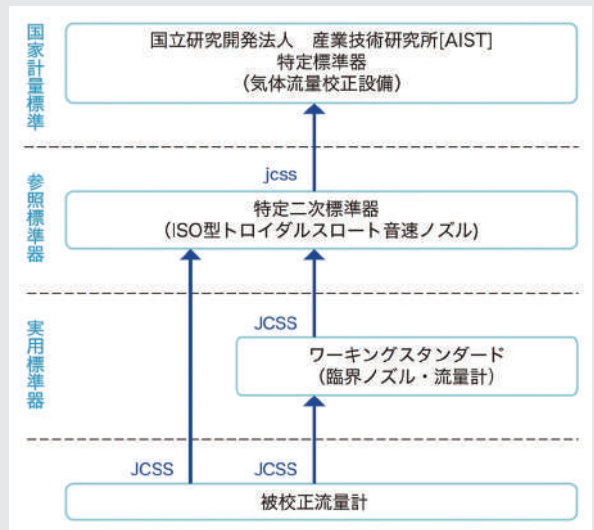 国家計量標準
国立研究開発法人 産業技術研究所[AIST]
特定標準器
(気体流量校正設備)
jcss
参照標準器
特定二次標準器
(ISO型トロイダルスロート音速ノズル)
JCSS
実用標準器
ワーキングスタンダード
(臨界ノズル・流量計)
JCSS
JCSS
被校正流量計